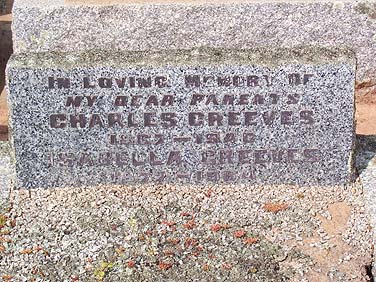 IN LOVING MEMORY OF
MY DEAR PARENTS
CHARLES GREEVES
ISABELLA GREEVES